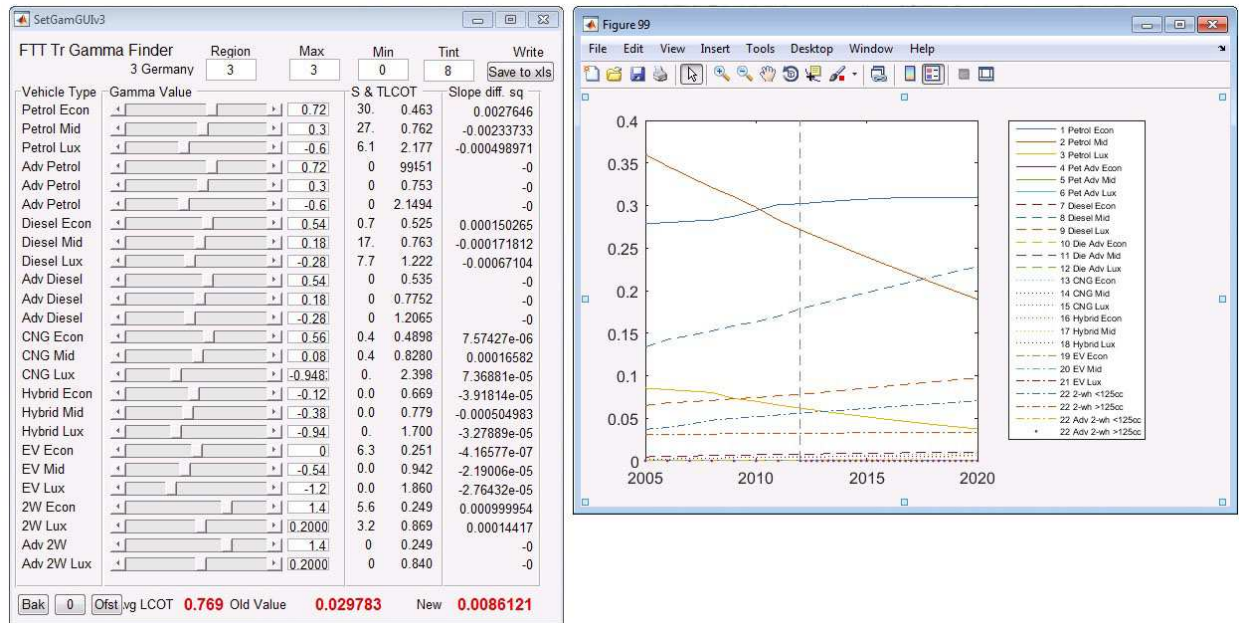 SetGamGUIv3
FTT Tr Gamma Finder Region Max Min Tint Write
3 Germany 3 3 0 8 Save to xls
Vehicle Type Gamma Value S & TLCOT Slope diff. sq
Petrol Econ 0.72 30. 0.463 0.0027646
Petrol Mid 0.3 27. 0.762 -0.00233733
Petrol Lux -0.6 6.1 2.177 -0.000498971
Adv Petrol 0.72 0 99451 -0
Adv Petrol 0.3 0 0.753 -0
Adv Petrol -0.6 0 2.1494 -0
Diesel Econ 0.54 0.7 0.525 0.000150265
Diesel Mid 0.18 17. 0.763 -0.000171812
Diesel Lux -0.28 7.7 1.222 -0.00067104
Adv Diesel 0.54 0 0.535 -0
Adv Diesel 0.18 0 0.7752 -0
Adv Diesel -0.28 0 1.2065 -0
CNG Econ 0.56 0.4 0.4898 7.57427e-06
CNG Mid 0.08 0.4 0.8280 0.00016582
CNG Lux -0.948 0. 2.398 7.36881e-05
Hybrid Econ -0.12 0.0 0.669 -3.91814e-05
Hybrid Mid -0.38 0.0 0.779 -0.000504983
Hybrid Lux -0.94 0. 1.700 -3.27889e-05
EV Econ 0 6.3 0.251 -4.16577e-07
EV Mid -0.54 0.0 0.942 -2.19006e-05
EV Lux -1.2 0.0 1.860 -2.76432e-05
2W Econ 1.4 5.6 0.249 0.000999954
2W Lux 0.2000 3.2 0.869 0.00014417
Adv 2W 1.4 0 0.249 -0
Adv 2W Lux 0.2000 0 0.840 -0
Bak 0 Ofst .vg LCOT 0.769 Old Value 0.029783 New 0.0086121
Figure 99
File Edit View Insert Tools Desktop Window Help
0.4
0.35
0.3
0.25
0.2
0.15
0.1
0.05
0
2005 2010 2015 2020
1 Petrol Econ
2 Petrol Mid
3 Petrol Lux
4 Pet Adv Econ
5 Pet Adv Mid
6 Pet Adv Lux
7 Diesel Econ
8 Diesel Mid
9 Diesel Lux
10 Die Adv Econ
11 Die Adv Mid
12 Die Adv Lux
13 CNG Econ
14 CNG Mid
15 CNG Lux
16 Hybrid Econ
17 Hybrid Mid
18 Hybrid Lux
19 EV Econ
20 EV Mid
21 EV Lux
22 2-wh <125cc
22 2-wh >125cc
22 Adv 2-wh <125cc
22 Adv 2-wh >125cc